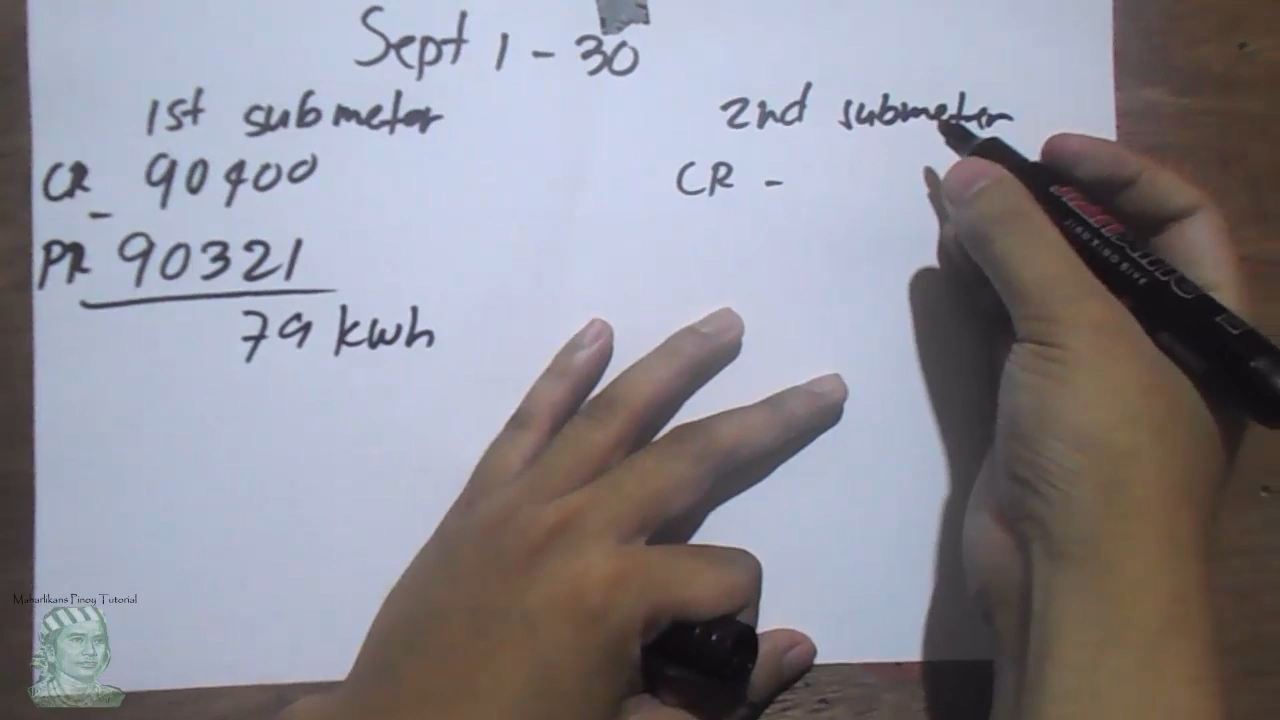 Sept 1 - 30
1st submeter
CR 90400
-
PR 90321
79 kwh
2nd submeter
CR -
Maharlikans Pinoy Tutorial